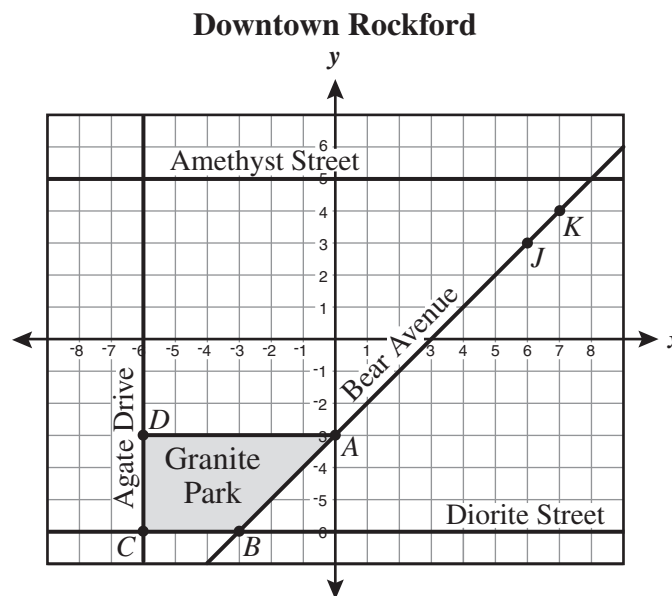 Downtown Rockford
y
6
Amethyst Street
5
4
K
3
J
2
1
x
-8 -7 -6 -5 -4 -3 -2 -1 1 2 3 4 5 6 7 8
Bear Avenue
-1
-2
Agate Drive
D
-3
A
Granite
Park
-4
-5
Diorite Street
-6
C
B
y